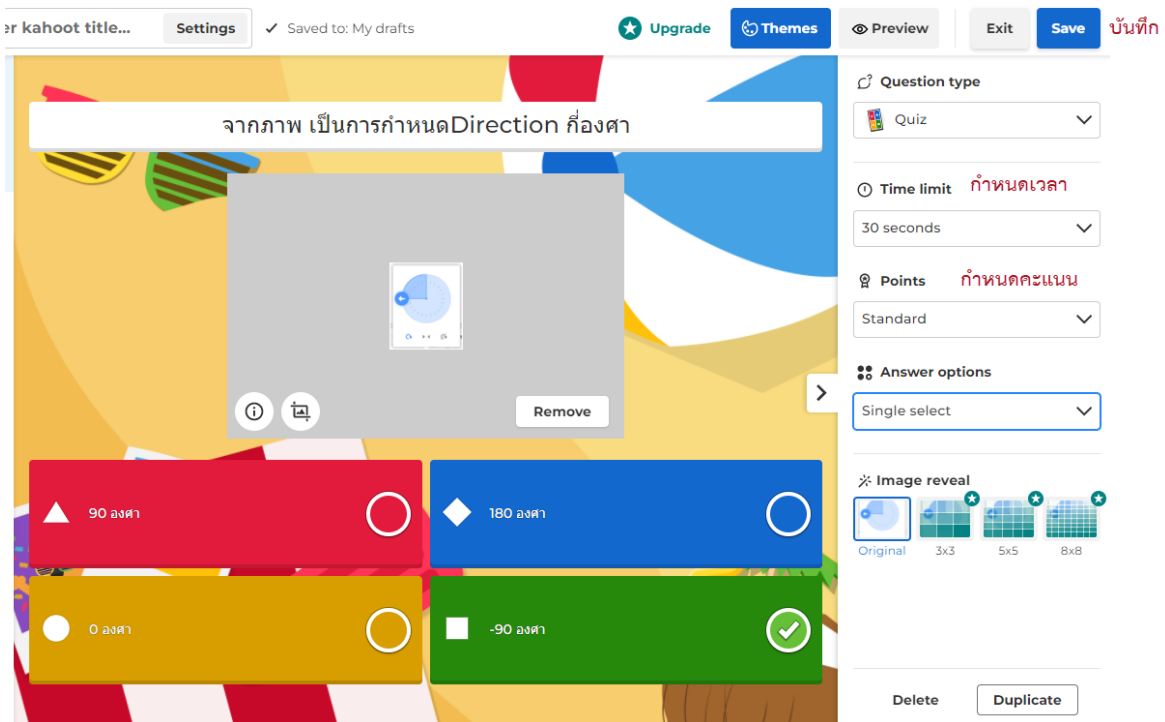 er kahoot title...
Settings
Saved to: My drafts
Upgrade
Themes
Preview
Exit
Save
บันทึก
จากภาพ เป็นการกำหนดDirection กี่องศา
Remove
90 องศา
180 องศา
0 องศา
-90 องศา
Question type
Quiz
Time limit กำหนดเวลา
30 seconds
Points กำหนดคะแนน
Standard
Answer options
Single select
Image reveal
Original
3x3
5x5
8x8
Delete
Duplicate